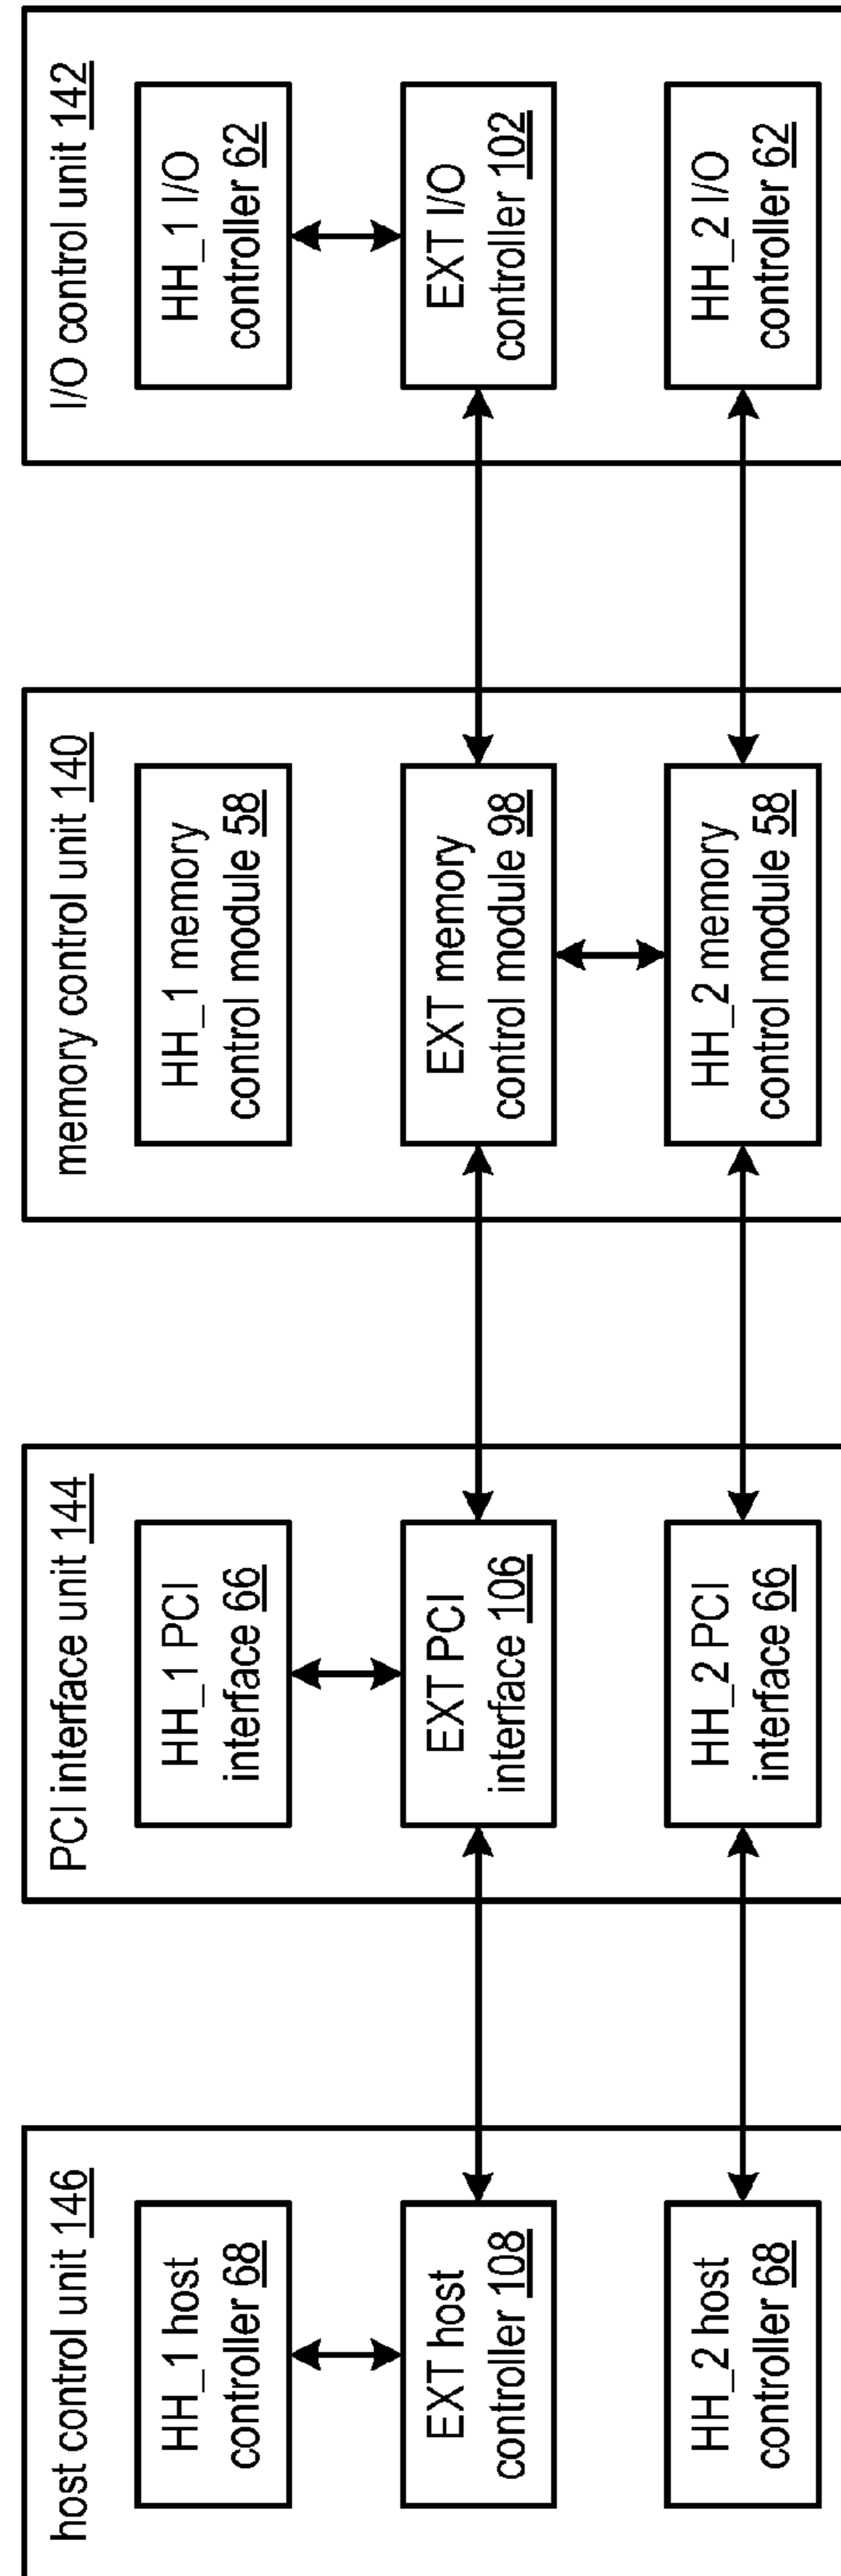 host control unit 146
HH_1 host
controller 68
EXT host
controller 108
HH_2 host
controller 68
PCI interface unit 144
HH_1 PCI
interface 66
EXT PCI
interface 106
HH_2 PCI
interface 66
memory control unit 140
HH_1 memory
control module 58
EXT memory
control module 98
HH_2 memory
control module 58
I/O control unit 142
HH_1 I/O
controller 62
EXT I/O
controller 102
HH_2 I/O
controller 62